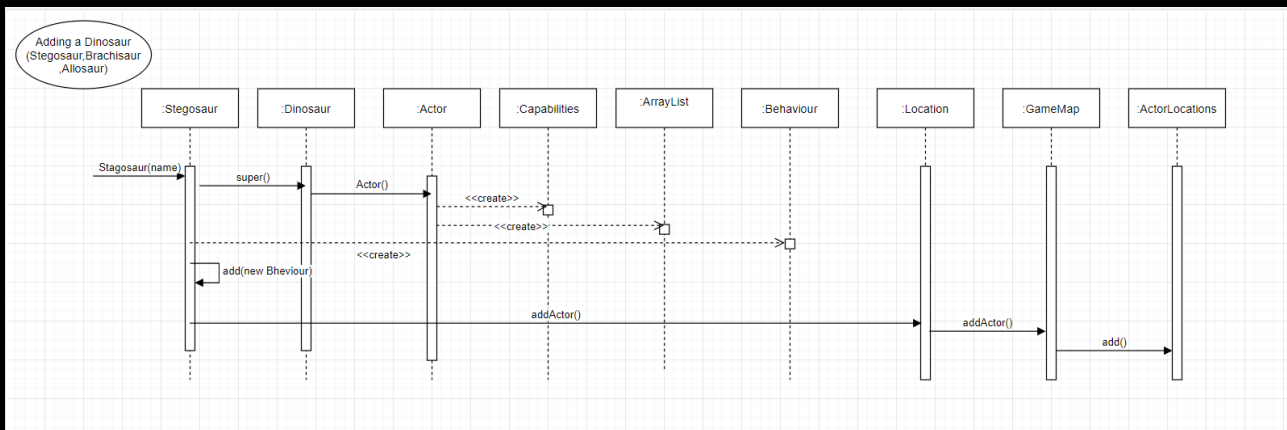 Adding a Dinosaur
(Stegosaur,Brachisaur
,Allosaur)
:Stegosaur
:Dinosaur
:Actor
:Capabilities
:ArrayList
:Behaviour
:Location
:GameMap
:ActorLocations
Stagosaur(name)
super()
Actor()
<<create>>
<<create>>
<<create>>
add(new Bheviour)
addActor()
addActor()
add()